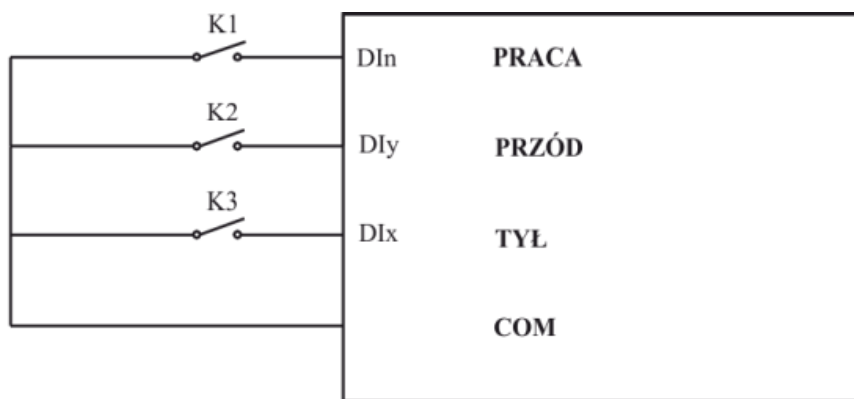 K1
DIn PRACA
K2
DIy PRZÓD
K3
DIx TYŁ
COM